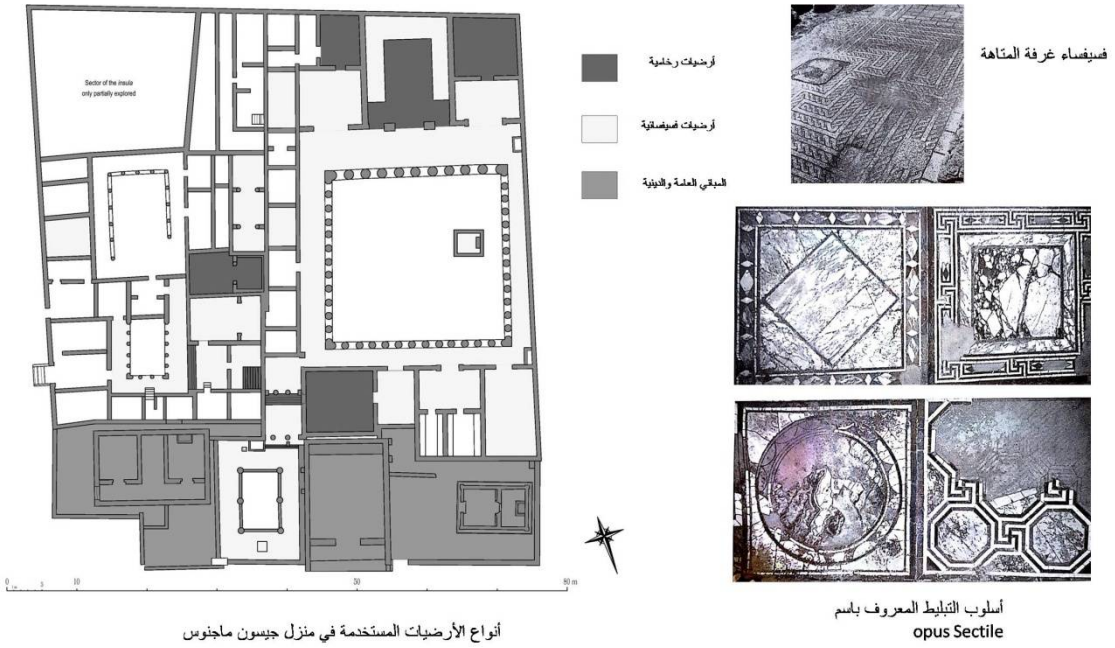 Sector of the insula
only partially explored
أرضيات رخامية
أرضيات فسيفسائية
المباني العامة والدينية
فسيفساء غرفة المتاهة
0
5
10
50
80 m
أسلوب التبليط المعروف باسم
opus Sectile
أنواع الأرضيات المستخدمة في منزل جيسون ماجنوس